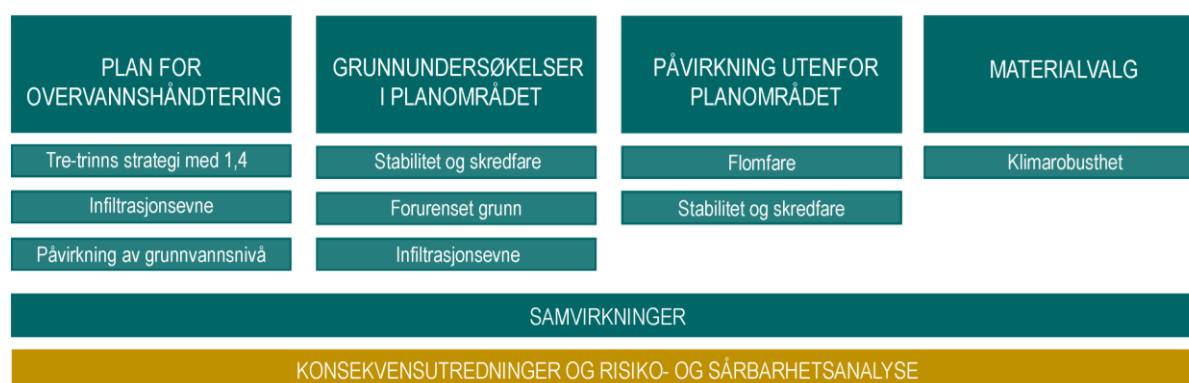 PLAN FOR
OVERVANNSHÅNDTERING
Tre-trinns strategi med 1,4
Infiltrasjonsevne
Påvirkning av grunnvannsnivå
GRUNNUNDERSØKELSER
I PLANOMRÅDET
Stabilitet og skredfare
Forurenset grunn
Infiltrasjonsevne
PÅVIRKNING UTENFOR
PLANOMRÅDET
Flomfare
Stabilitet og skredfare
MATERIALVALG
Klimarobusthet
SAMVIRKNINGER
KONSEKVENSUTREDNINGER OG RISIKO- OG SÅRBARHETSANALYSE